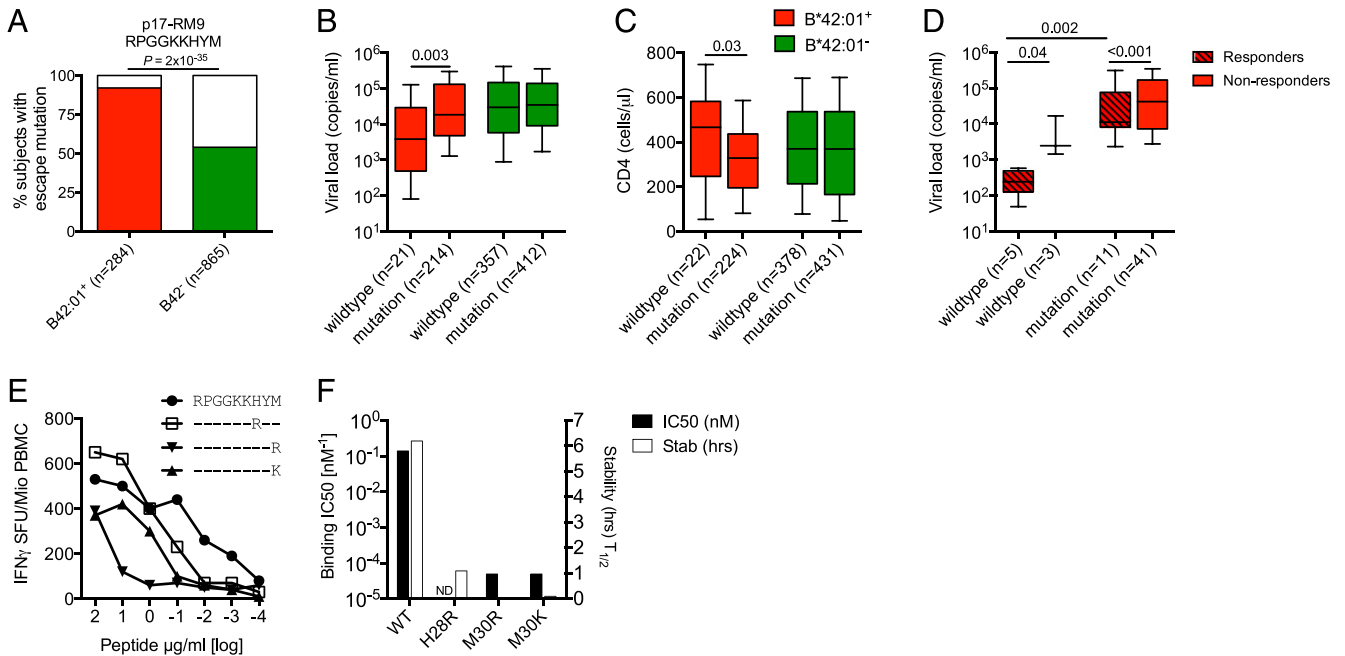 A
p17-RM9
RPGGKKHYM
P = 2x10-35
% subjects with
escape mutation
100
75
50
25
0
B42:01+ (n=284)
B42- (n=865)
B
Viral load (copies/ml)
10⁶
10⁵
10⁴
10³
10²
10¹
0.003
wildtype (n=21)
mutation (n=214)
wildtype (n=357)
mutation (n=412)
C
B*42:01+
B*42:01-
CD4 (cells/µl)
800
600
400
200
0
0.03
wildtype (n=22)
mutation (n=224)
wildtype (n=378)
mutation (n=431)
D
Viral load (copies/ml)
10⁶
10⁵
10⁴
10³
10²
10¹
0.002
0.04
<0.001
Responders
Non-responders
wildtype (n=5)
wildtype (n=3)
mutation (n=11)
mutation (n=41)
E
RPGGKKHYM
------R--
--------R
--------K
IFNγ SFU/Mio PBMC
800
600
400
200
0
2 1 0 -1 -2 -3 -4
Peptide µg/ml [log]
F
Binding IC50 [nM-1]
10⁰
10-1
10-2
10-3
10-4
10-5
ND
WT
H28R
M30R
M30K
7
6
5
4
3
2
1
0
Stability (hrs) T1/2
IC50 (nM)
Stab (hrs)